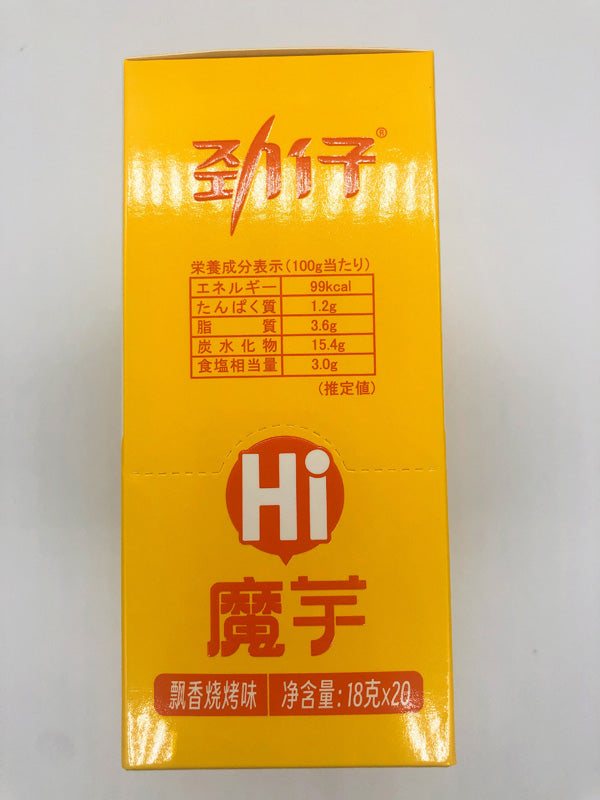 劲仔®
栄養成分表示(100g当たり)
エネルギー 99kcal
たんぱく質 1.2g
脂 質 3.6g
炭水化物 15.4g
食塩相当量 3.0g
(推定値)
Hi
魔芋
飘香烧烤味 净含量:18克x20